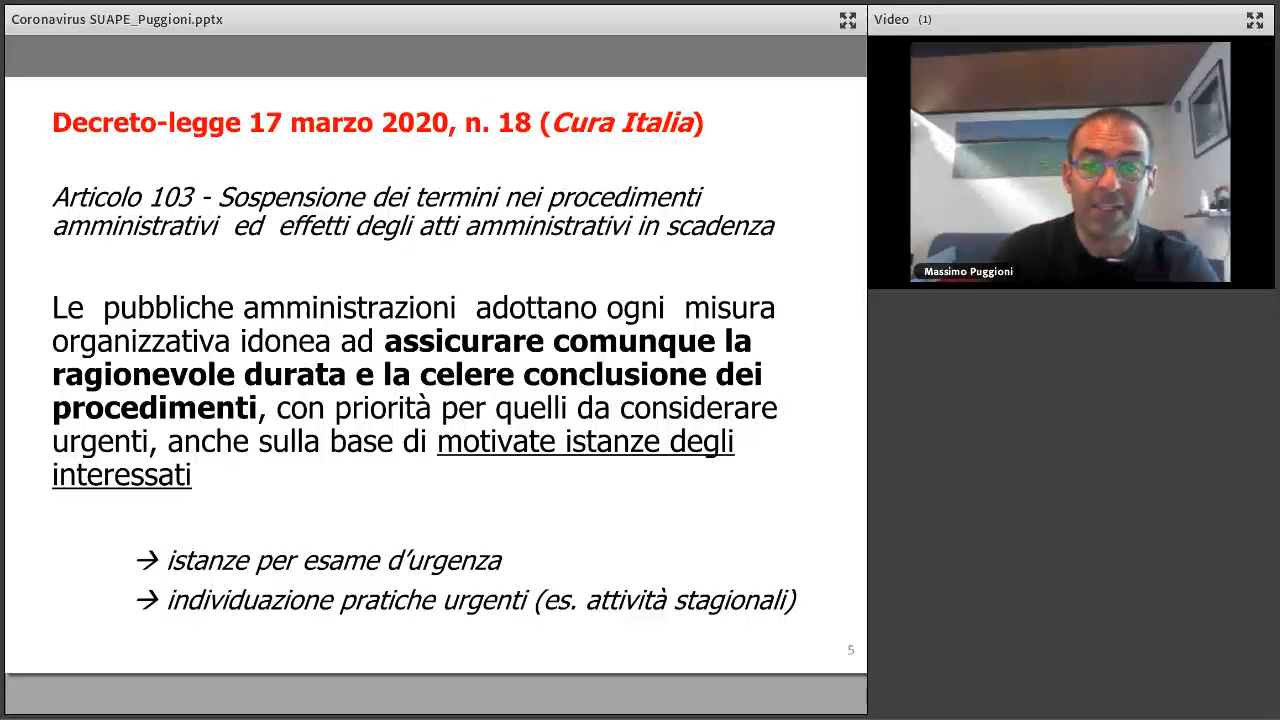 Coronavirus SUAPE_Puggioni.pptx
Video (1)
Decreto-legge 17 marzo 2020, n. 18 (Cura Italia)
Articolo 103 - Sospensione dei termini nei procedimenti
amministrativi ed effetti degli atti amministrativi in scadenza
Le pubbliche amministrazioni adottano ogni misura
organizzativa idonea ad assicurare comunque la
ragionevole durata e la celere conclusione dei
procedimenti, con priorità per quelli da considerare
urgenti, anche sulla base di motivate istanze degli
interessati
→ istanze per esame d’urgenza
→ individuazione pratiche urgenti (es. attività stagionali)
5
Massimo Puggioni